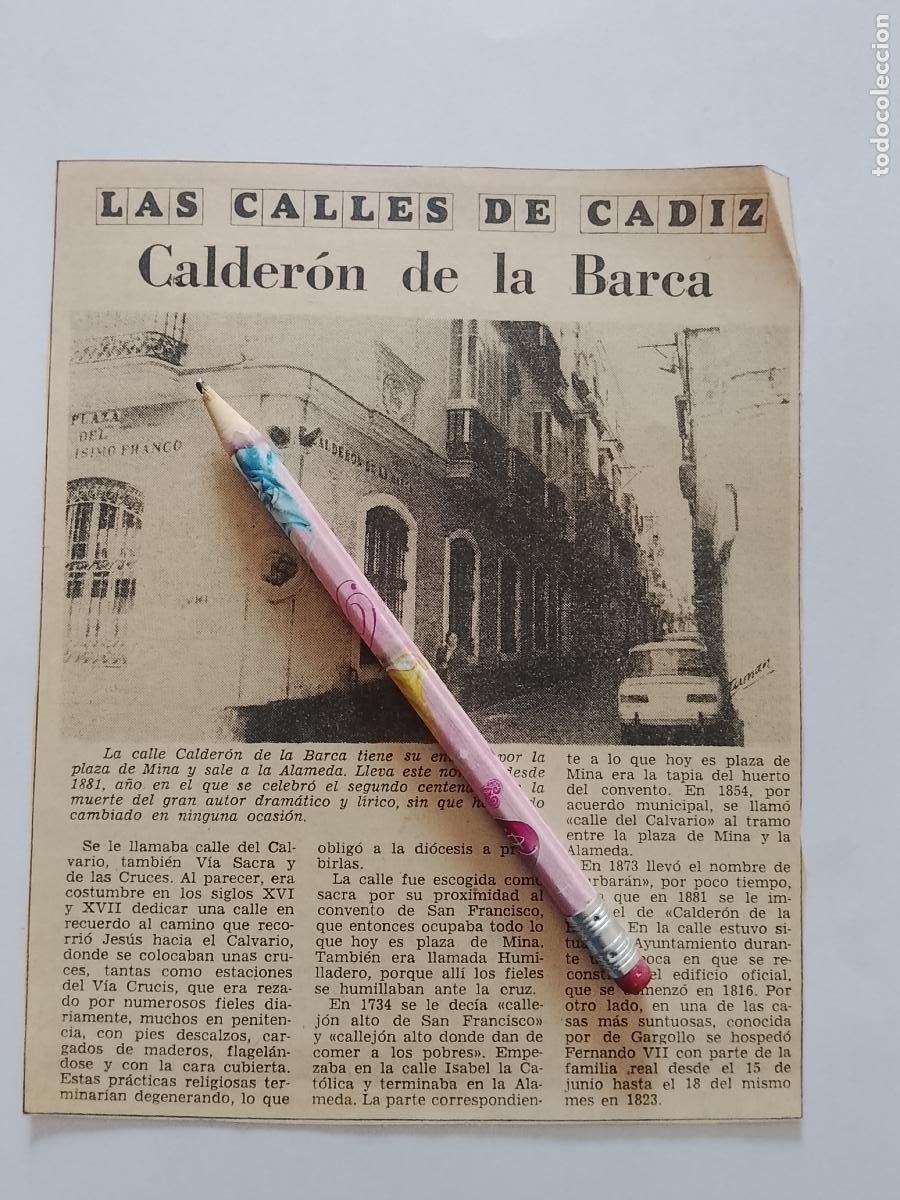 todocoleccion
LAS CALLES DE CADIZ
Calderón de la Barca
PLAZA
DEL
ISIMO FRANCO
CALDERON DE LA
La calle Calderón de la Barca tiene su en por la
plaza de Mina y sale a la Alameda. Lleva este no desde
1881, año en el que se celebró el segundo centena la
muerte del gran autor dramático y lírico, sin que h do
cambiado en ninguna ocasión.
Se le llamaba calle del Cal-
vario, también Vía Sacra y
de las Cruces. Al parecer, era
costumbre en los siglos XVI
y XVII dedicar una calle en
recuerdo al camino que reco-
rrió Jesús hacia el Calvario,
donde se colocaban unas cru-
ces, tantas como estaciones
del Vía Crucis, que era reza-
do por numerosos fieles dia-
riamente, muchos en peniten-
cia, con pies descalzos, car-
gados de maderos, flagelán-
dose y con la cara cubierta.
Estas prácticas religiosas ter-
minarían degenerando, lo que
obligó a la diócesis a pr
birlas.
La calle fue escogida como
sacra por su proximidad al
convento de San Francisco,
que entonces ocupaba todo lo
que hoy es plaza de Mina.
También era llamada Humi-
lladero, porque allí los fieles
se humillaban ante la cruz.
En 1734 se le decía «calle-
jón alto de San Francisco»
y «callejón alto donde dan de
comer a los pobres». Empe-
zaba en la calle Isabel la Ca-
tólica y terminaba en la Ala-
meda. La parte correspondien-
te a lo que hoy es plaza de
Mina era la tapia del huerto
del convento. En 1854, por
acuerdo municipal, se llamó
«calle del Calvario» al tramo
entre la plaza de Mina y la
Alameda.
En 1873 llevó el nombre de
rbarán», por poco tiempo,
que en 1881 se le im-
el de «Calderón de la
B En la calle estuvo si-
tu Ayuntamiento duran-
te oca en que se re-
const el edificio oficial,
que se menzó en 1816. Por
otro lado, en una de las ca-
sas más suntuosas, conocida
por de Gargollo se hospedó
Fernando VII con parte de la
familia real desde el 15 de
junio hasta el 18 del mismo
mes en 1823.